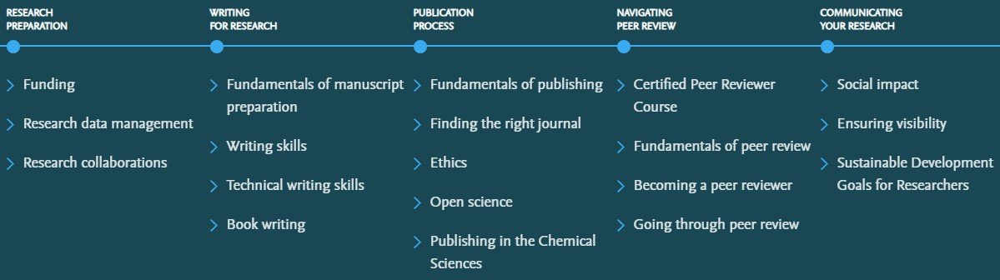 RESEARCH
PREPARATION
Funding
Research data management
Research collaborations
WRITING
FOR RESEARCH
Fundamentals of manuscript
preparation
Writing skills
Technical writing skills
Book writing
PUBLICATION
PROCESS
Fundamentals of publishing
Finding the right journal
Ethics
Open science
Publishing in the Chemical
Sciences
NAVIGATING
PEER REVIEW
Certified Peer Reviewer
Course
Fundamentals of peer review
Becoming a peer reviewer
Going through peer review
COMMUNICATING
YOUR RESEARCH
Social impact
Ensuring visibility
Sustainable Development
Goals for Researchers